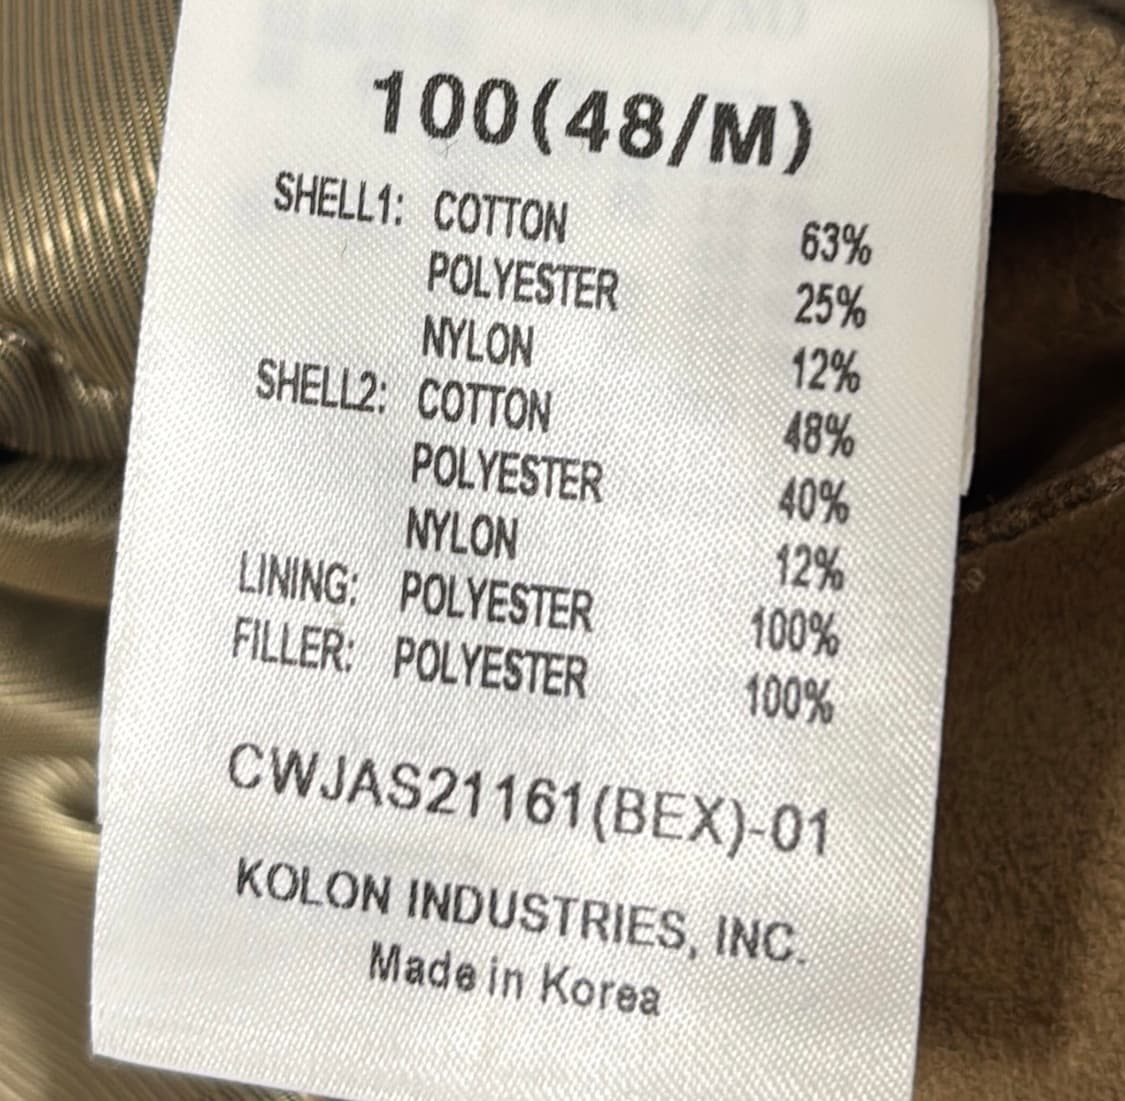 100(48/M)
SHELL1: COTTON 63%
POLYESTER 25%
NYLON 12%
SHELL2: COTTON 48%
POLYESTER 40%
NYLON 12%
LINING: POLYESTER 100%
FILLER: POLYESTER 100%
CWJAS21161(BEX)-01
KOLON INDUSTRIES, INC.
Made in Korea